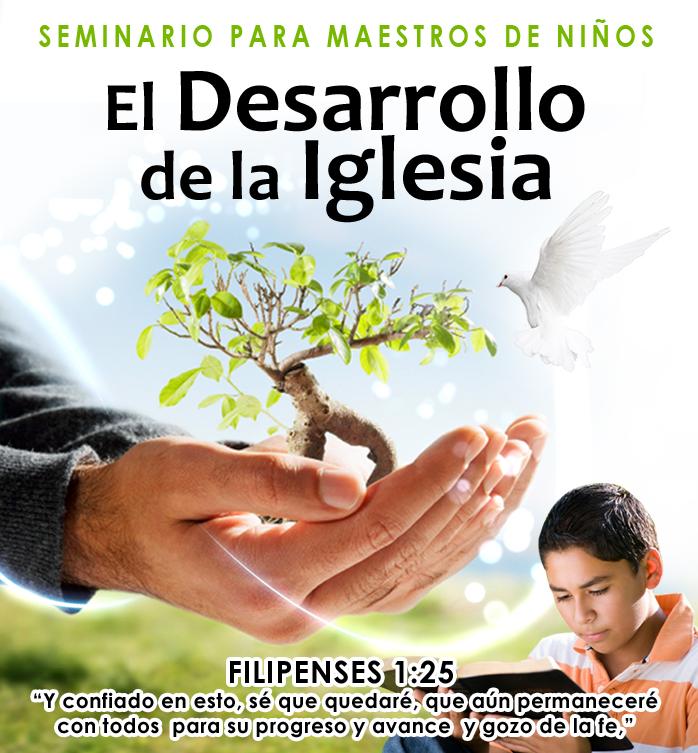 SEMINARIO PARA MAESTROS DE NIÑOS
El Desarrollo
de la Iglesia
FILIPENSES 1:25
“Y confiado en esto, sé que quedaré, que aún permaneceré
con todos para su progreso y avance y gozo de la fe,”